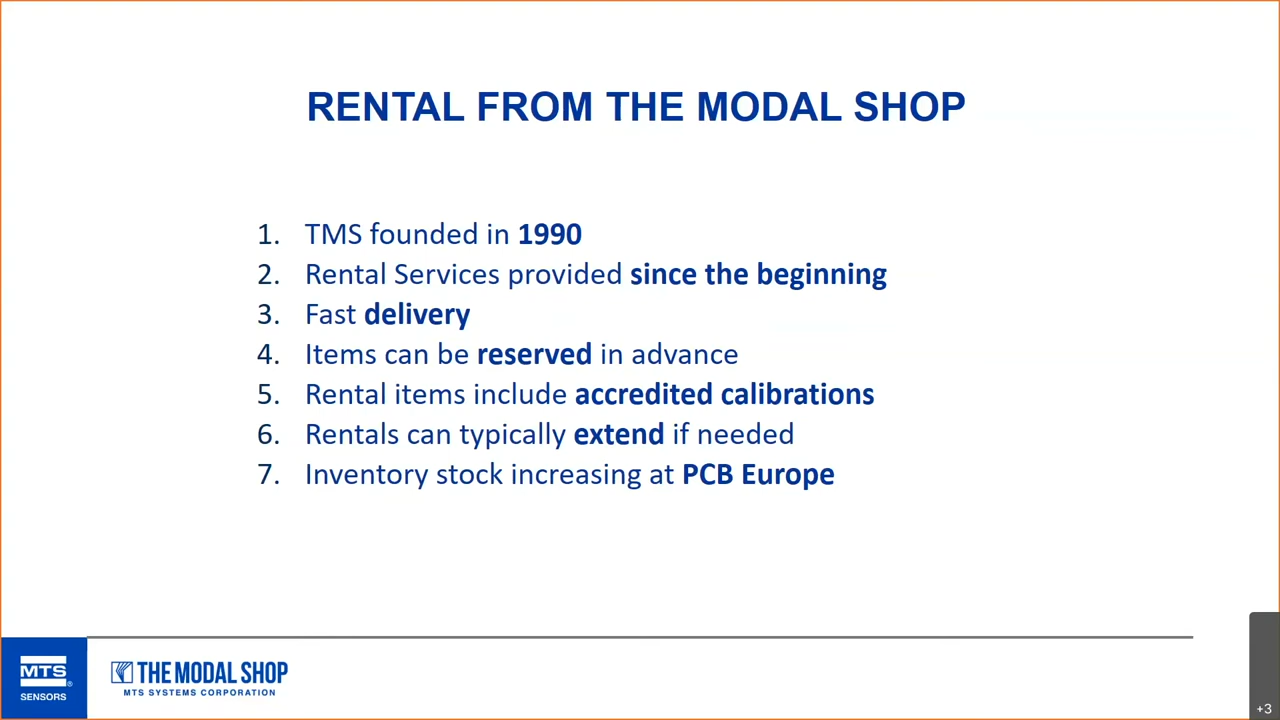 RENTAL FROM THE MODAL SHOP
1. TMS founded in 1990
2. Rental Services provided since the beginning
3. Fast delivery
4. Items can be reserved in advance
5. Rental items include accredited calibrations
6. Rentals can typically extend if needed
7. Inventory stock increasing at PCB Europe
MTS®
SENSORS
THE MODAL SHOP
MTS SYSTEMS CORPORATION
+3